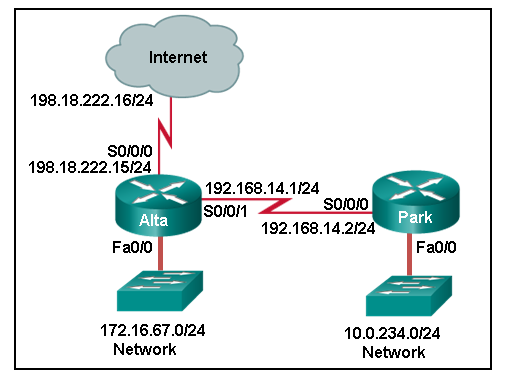 Internet
198.18.222.16/24
S0/0/0
198.18.222.15/24
192.168.14.1/24
S0/0/1
S0/0/0
192.168.14.2/24
Alta
Park
Fa0/0
Fa0/0
172.16.67.0/24
Network
10.0.234.0/24
Network